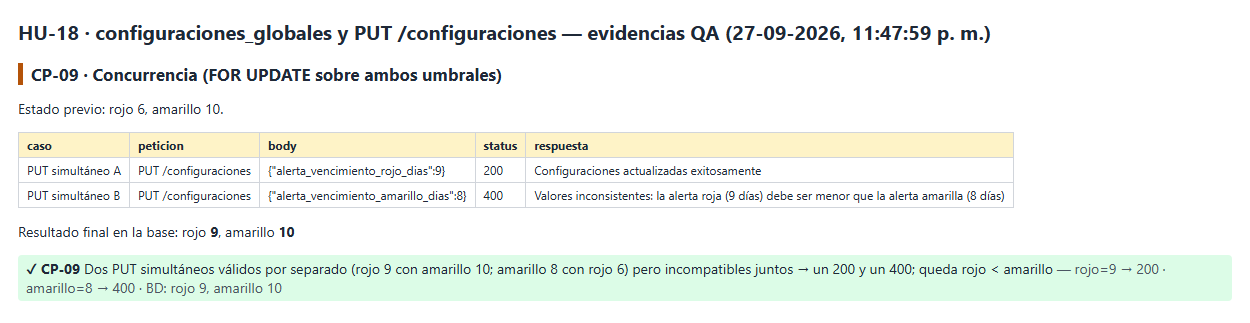 HU-18 · configuraciones_globales y PUT /configuraciones — evidencias QA (27-09-2026, 11:47:59 p. m.)
CP-09 · Concurrencia (FOR UPDATE sobre ambos umbrales)
Estado previo: rojo 6, amarillo 10.
caso peticion body status respuesta
PUT simultáneo A PUT /configuraciones {"alerta_vencimiento_rojo_dias":9} 200 Configuraciones actualizadas exitosamente
PUT simultáneo B PUT /configuraciones {"alerta_vencimiento_amarillo_dias":8} 400 Valores inconsistentes: la alerta roja (9 días) debe ser menor que la alerta amarilla (8 días)
Resultado final en la base: rojo 9, amarillo 10
✓ CP-09 Dos PUT simultáneos válidos por separado (rojo 9 con amarillo 10; amarillo 8 con rojo 6) pero incompatibles juntos → un 200 y un 400; queda rojo < amarillo — rojo=9 → 200 ·
amarillo=8 → 400 · BD: rojo 9, amarillo 10